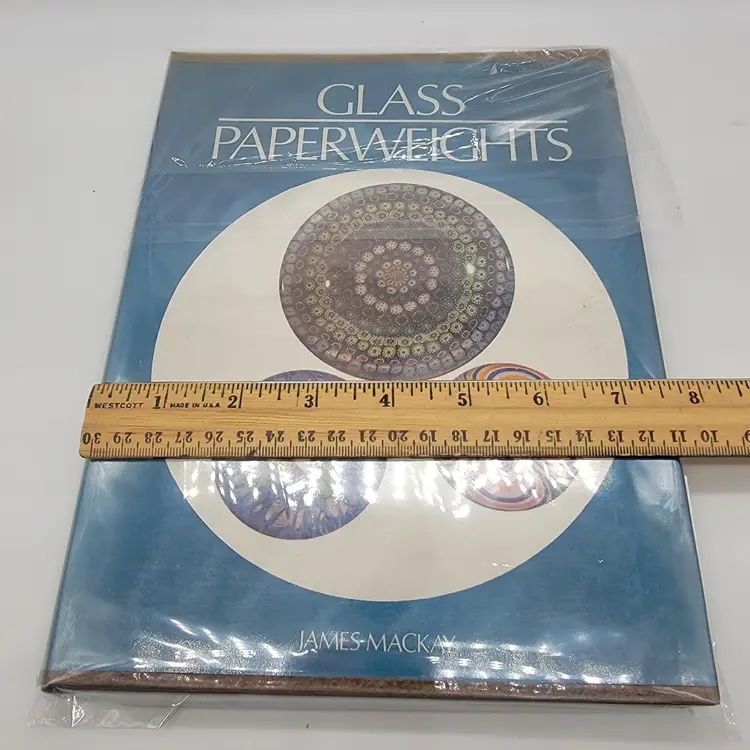 GLASS
PAPERWEIGHTS
WESTCOTT MADE IN U.S.A. 1 2 3 4 5 6 7 8
30 29 28 27 26 25 24 23 22 21 20 19 18 17 16 15 14 13 12 11 10 9
JAMES MACKAY